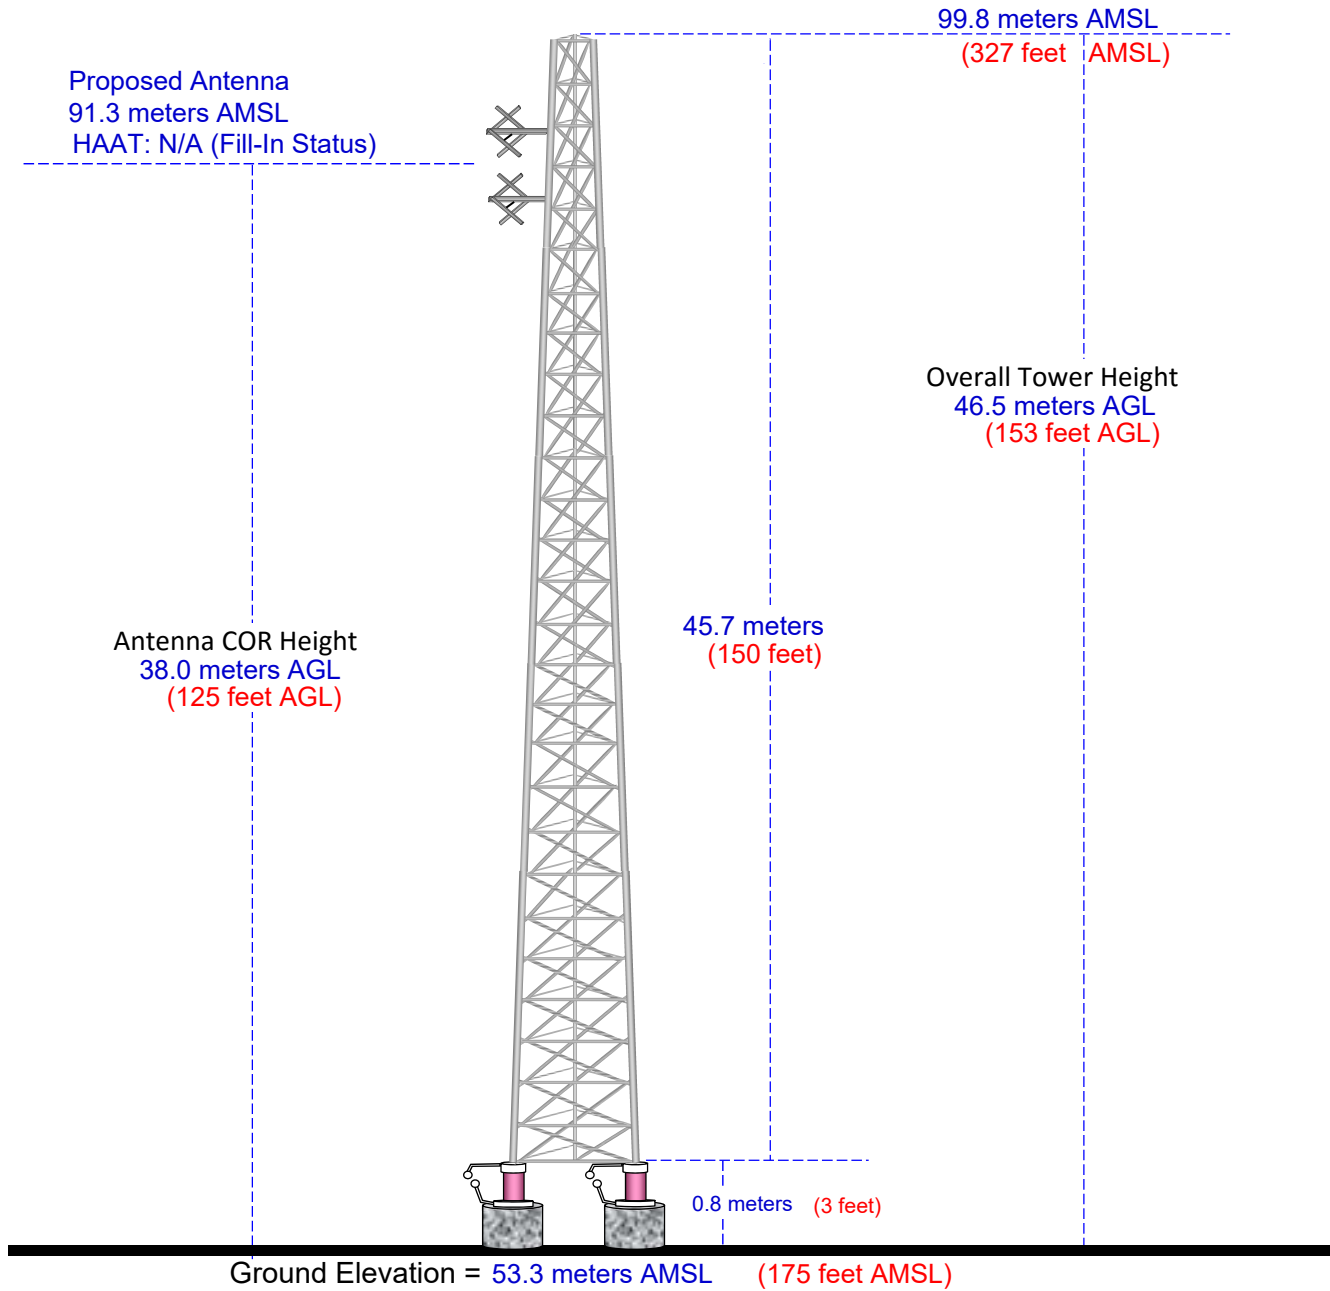 99.8 meters AMSL
(327 feet AMSL)
Proposed Antenna
91.3 meters AMSL
HAAT: N/A (Fill-In Status)
Overall Tower Height
46.5 meters AGL
(153 feet AGL)
45.7 meters
(150 feet)
Antenna COR Height
38.0 meters AGL
(125 feet AGL)
0.8 meters (3 feet)
Ground Elevation = 53.3 meters AMSL (175 feet AMSL)